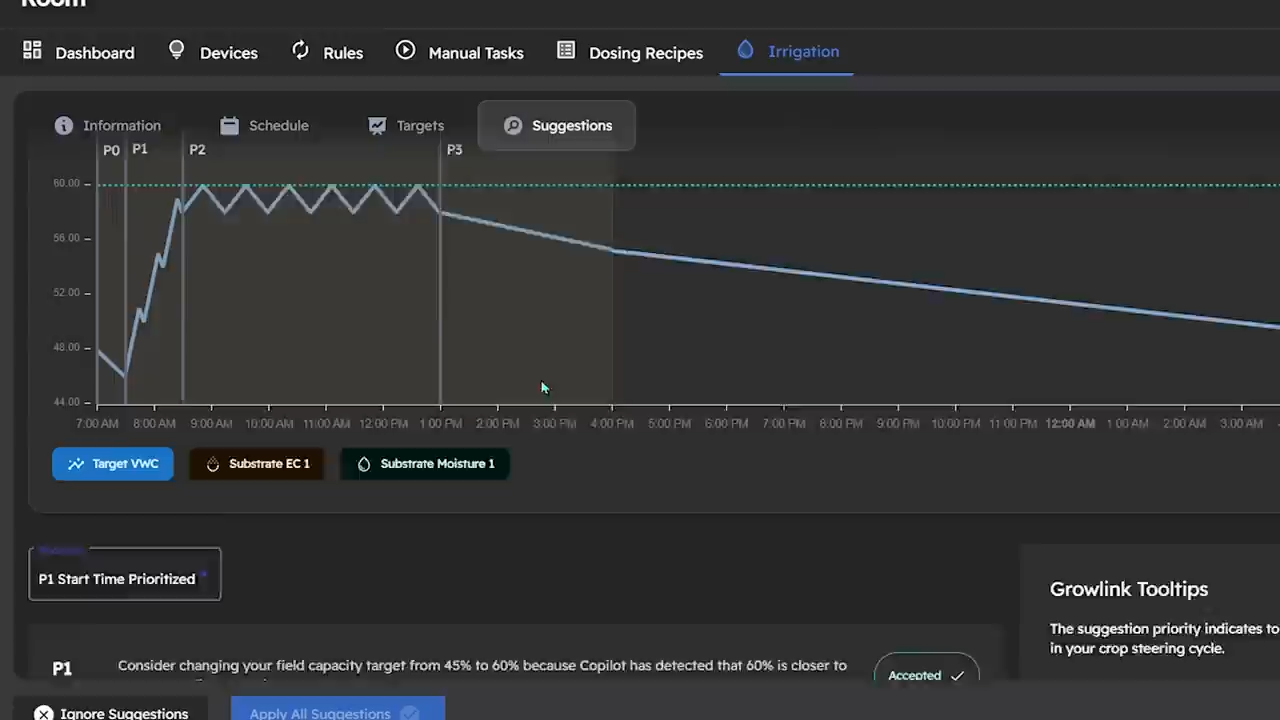 Room
Dashboard Devices Rules Manual Tasks Dosing Recipes Irrigation
Information Schedule Targets Suggestions
P0 P1 P2 P3
60.00
56.00
52.00
48.00
44.00
7:00 AM 8:00 AM 9:00 AM 10:00 AM 11:00 AM 12:00 PM 1:00 PM 2:00 PM 3:00 PM 4:00 PM 5:00 PM 6:00 PM 7:00 PM 8:00 PM 9:00 PM 10:00 PM 11:00 PM 12:00 AM 1:00 AM 2:00 AM 3:00 AM
Target VWC Substrate EC 1 Substrate Moisture 1
P1 Start Time Prioritized
Growlink Tooltips
The suggestion priority indicates to
in your crop steering cycle.
P1 Consider changing your field capacity target from 45% to 60% because Copilot has detected that 60% is closer to
Accepted
Ignore Suggestions Apply All Suggestions